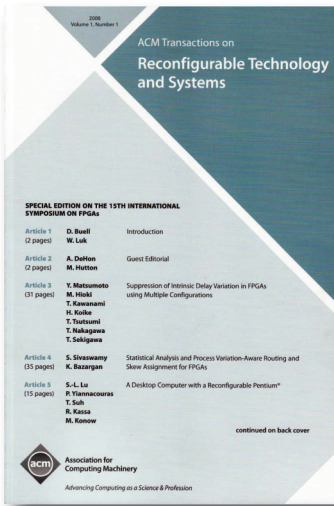 2008
Volume 1, Number 1
ACM Transactions on
Reconfigurable Technology
and Systems
SPECIAL EDITION ON THE 15TH INTERNATIONAL
SYMPOSIUM ON FPGAs
Article 1 D. Buell Introduction
(2 pages) W. Luk
Article 2 A. DeHon Guest Editorial
(2 pages) M. Hutton
Article 3 Y. Matsumoto Suppression of Intrinsic Delay Variation in FPGAs
(31 pages) M. Hioki using Multiple Configurations
T. Kawanami
H. Koike
T. Tsutsumi
T. Nakagawa
T. Sekigawa
Article 4 S. Sivaswamy Statistical Analysis and Process Variation-Aware Routing and
(35 pages) K. Bazargan Skew Assignment for FPGAs
Article 5 S.-L. Lu A Desktop Computer with a Reconfigurable Pentium®
(15 pages) P. Yiannacouras
T. Suh
R. Kassa
M. Konow
continued on back cover
acm
Association for
Computing Machinery
Advancing Computing as a Science & Profession